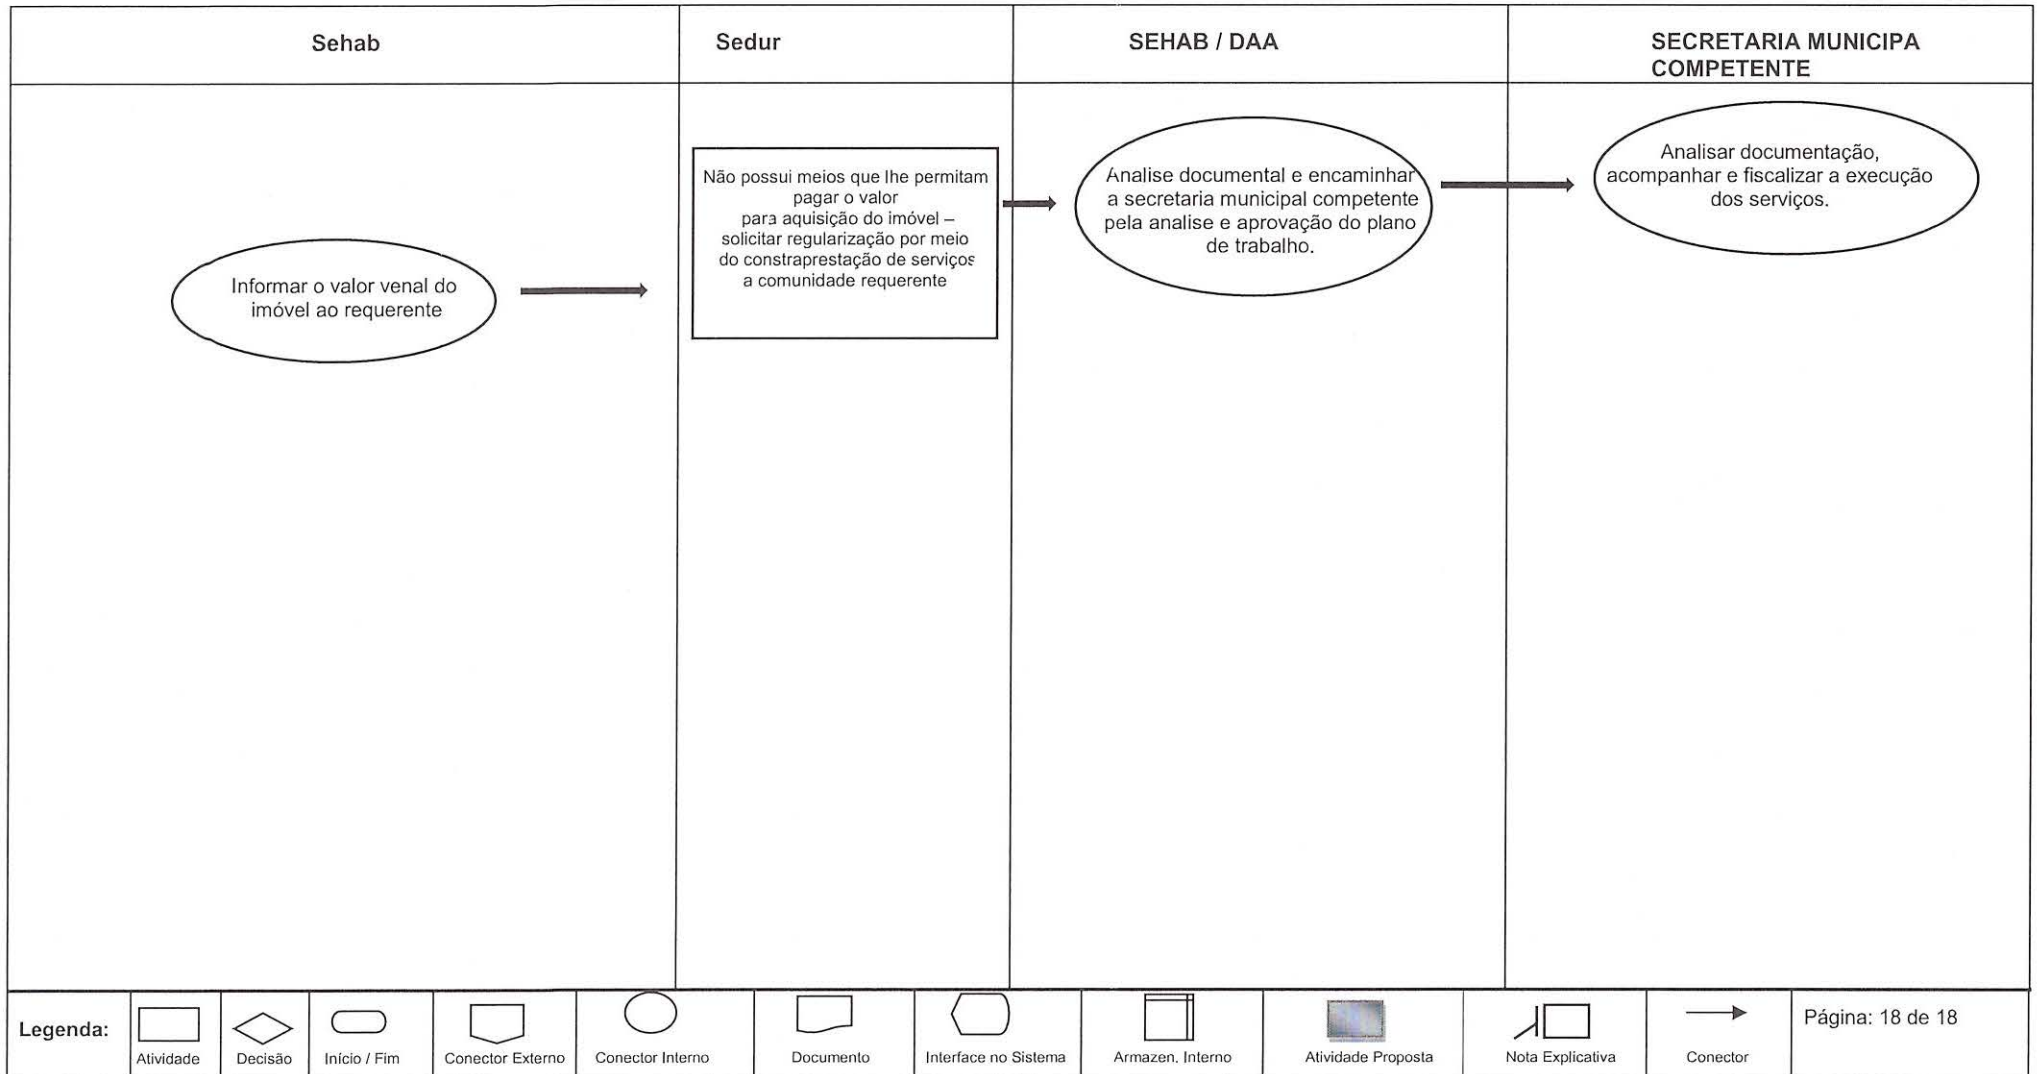 Sehab
Sedur
SEHAB / DAA
SECRETARIA MUNICIPA
COMPETENTE
Informar o valor venal do
imóvel ao requerente
Não possui meios que lhe permitam
pagar o valor
para aquisição do imóvel –
solicitar regularização por meio
do constraprestação de serviços
a comunidade requerente
Analise documental e encaminhar
a secretaria municipal competente
pela analise e aprovação do plano
de trabalho.
Analisar documentação,
acompanhar e fiscalizar a execução
dos serviços.
Legenda:
Atividade
Decisão
Início / Fim
Conector Externo
Conector Interno
Documento
Interface no Sistema
Armazen. Interno
Atividade Proposta
Nota Explicativa
Conector
Página: 18 de 18